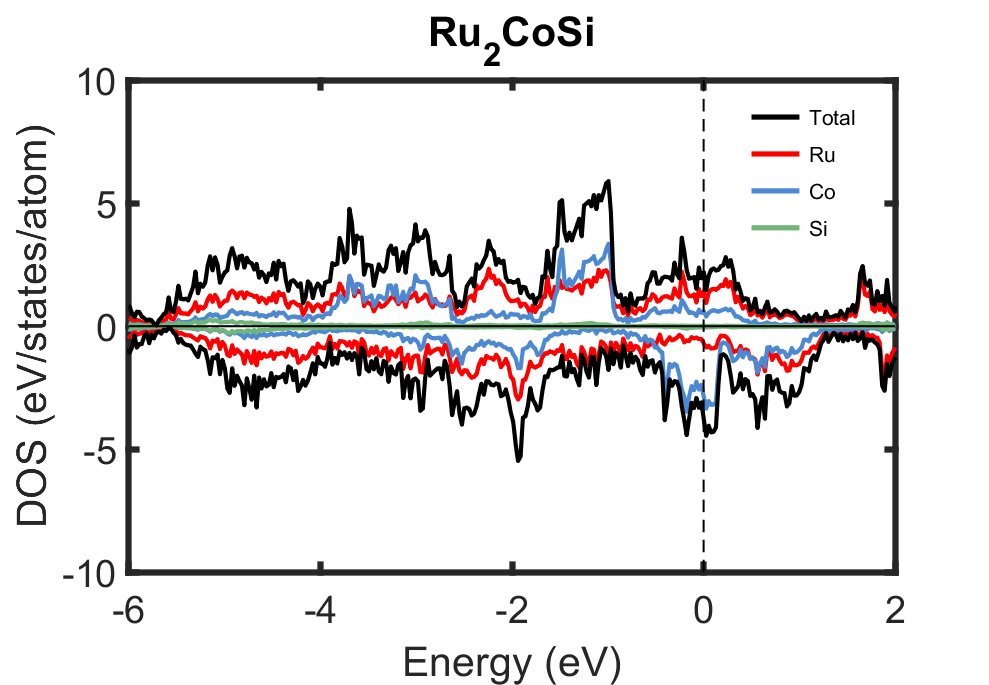 Ru₂CoSi
DOS (eV/states/atom)
10
5
0
-5
-10
Total
Ru
Co
Si
-6 -4 -2 0 2
Energy (eV)